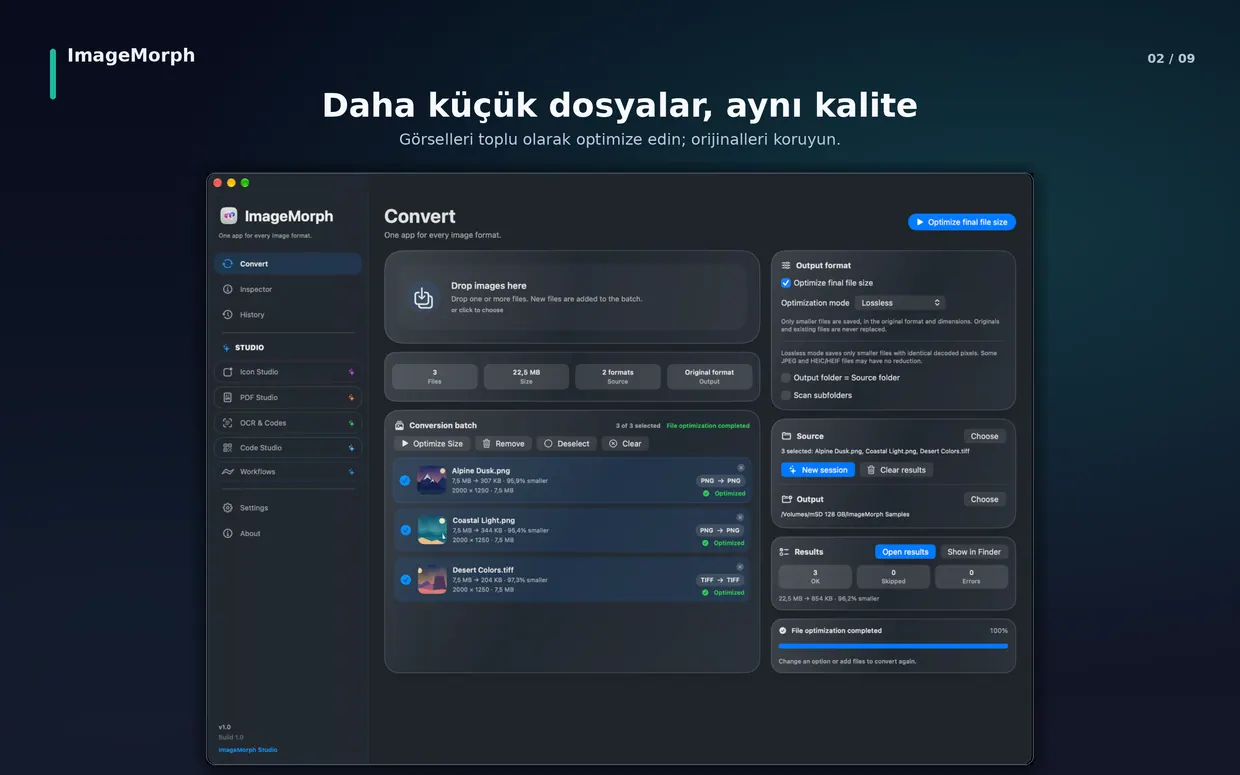 ImageMorph
02 / 09
Daha küçük dosyalar, aynı kalite
Görselleri toplu olarak optimize edin; orijinalleri koruyun.
ImageMorph
One app for every image format.
Convert
Inspector
History
STUDIO
Icon Studio
PDF Studio
OCR & Codes
Code Studio
Workflows
Settings
About
v1.0
Build 1.0
ImageMorph Studio
Convert
One app for every image format.
Optimize final file size
Drop images here
Drop one or more files. New files are added to the batch.
or click to choose
3
Files
22,5 MB
Size
2 formats
Source
Original format
Output
Conversion batch
3 of 3 selected
File optimization completed
Optimize Size
Remove
Deselect
Clear
Alpine Dusk.png
7,5 MB → 307 KB · 95,9% smaller
2000 × 1250 · 7,5 MB
PNG → PNG
Optimized
Coastal Light.png
7,5 MB → 344 KB · 95,4% smaller
2000 × 1250 · 7,5 MB
PNG → PNG
Optimized
Desert Colors.tiff
7,5 MB → 204 KB · 97,3% smaller
2000 × 1250 · 7,5 MB
TIFF → TIFF
Optimized
Output format
Optimize final file size
Optimization mode
Lossless
Only smaller files are saved, in the original format and dimensions. Originals
and existing files are never replaced.
Lossless mode saves only smaller files with identical decoded pixels. Some
JPEG and HEIC/HEIF files may have no reduction.
Output folder = Source folder
Scan subfolders
Source
Choose
3 selected: Alpine Dusk.png, Coastal Light.png, Desert Colors.tiff
New session
Clear results
Output
Choose
/Volumes/mSD 128 GB/ImageMorph Samples
Results
Open results
Show in Finder
3
OK
0
Skipped
0
Errors
22,5 MB → 854 KB · 96,2% smaller
File optimization completed
100%
Change an option or add files to convert again.